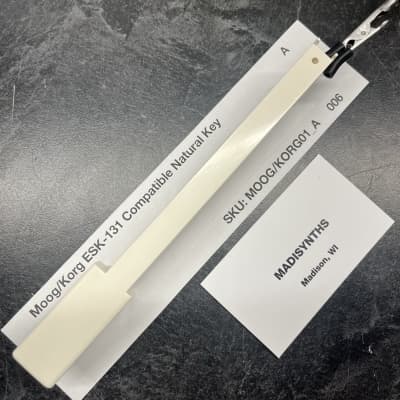 Moog/Korg ESK-131 Compatible Natural Key A
SKU: MOOG/KORG01_A 006
MADISYNTHS
Madison, WI